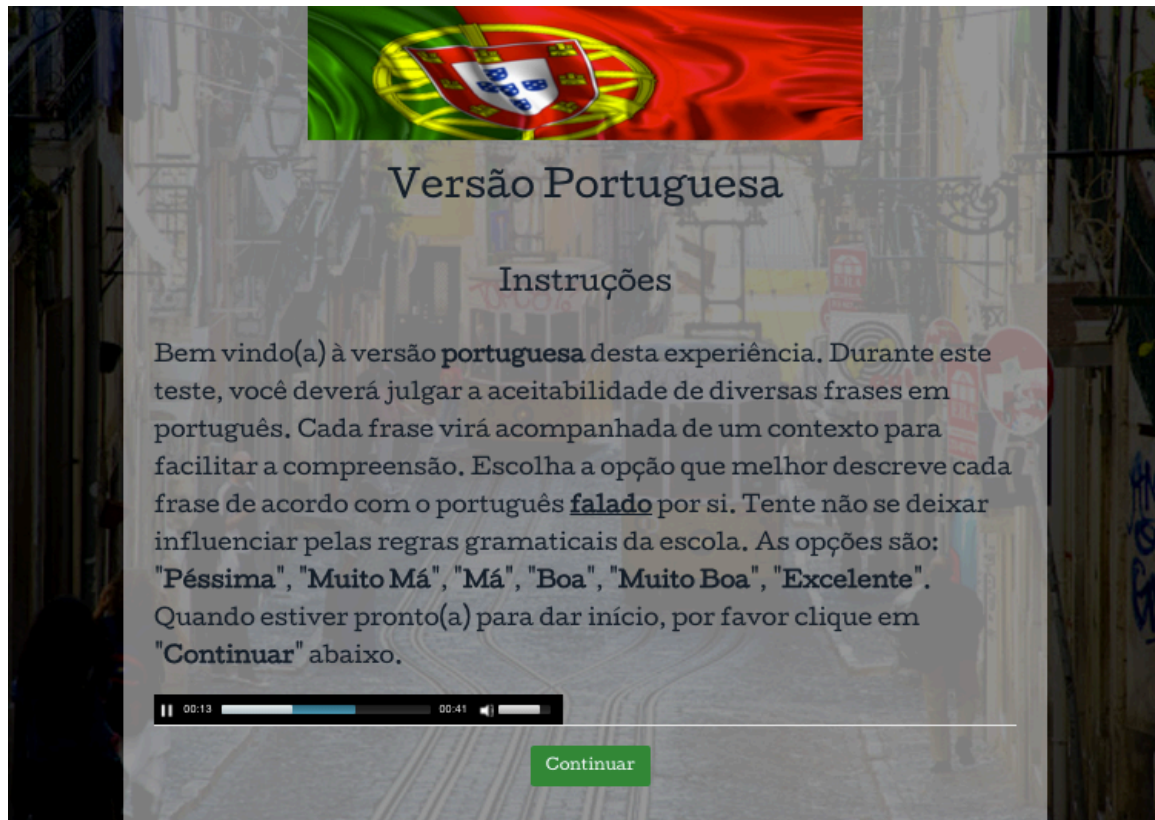 Versão Portuguesa
Instruções
Bem vindo(a) à versão portuguesa desta experiência. Durante este
teste, você deverá julgar a aceitabilidade de diversas frases em
português. Cada frase virá acompanhada de um contexto para
facilitar a compreensão. Escolha a opção que melhor descreve cada
frase de acordo com o português falado por si. Tente não se deixar
influenciar pelas regras gramaticais da escola. As opções são:
"Péssima", "Muito Má", "Má", "Boa", "Muito Boa", "Excelente".
Quando estiver pronto(a) para dar início, por favor clique em
"Continuar" abaixo.
00:13 00:41
Continuar